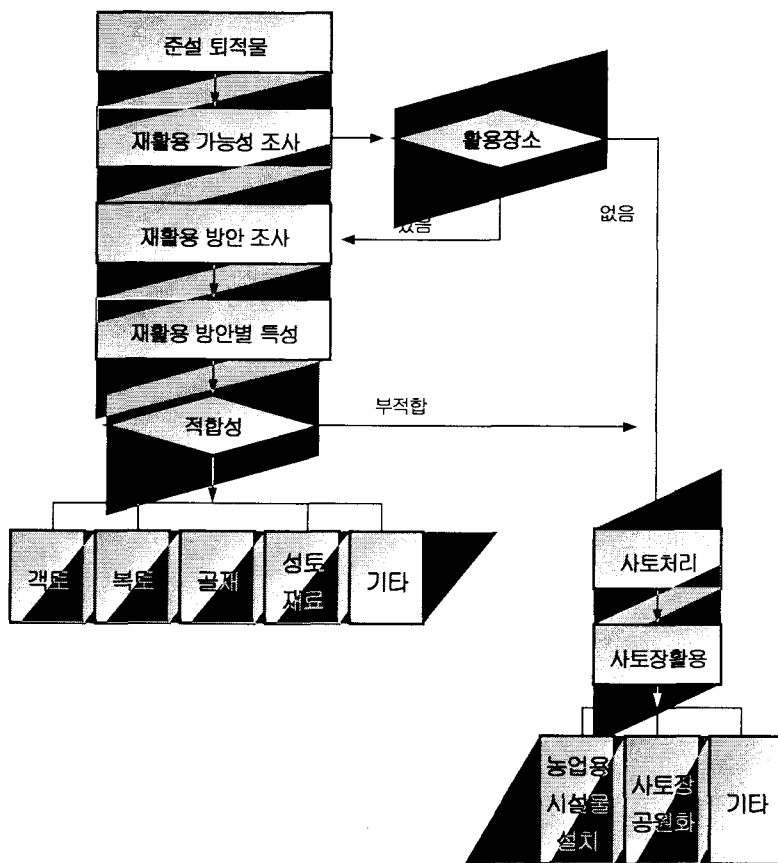 준설 퇴적물
재활용 가능성 조사
활용장소
있음
없음
재활용 방안 조사
재활용 방안별 특성
적합성
부적합
객토
복토
골재
성토
재료
기타
사토처리
사토장활용
농업용
시설물
설치
사토장
공원화
기타